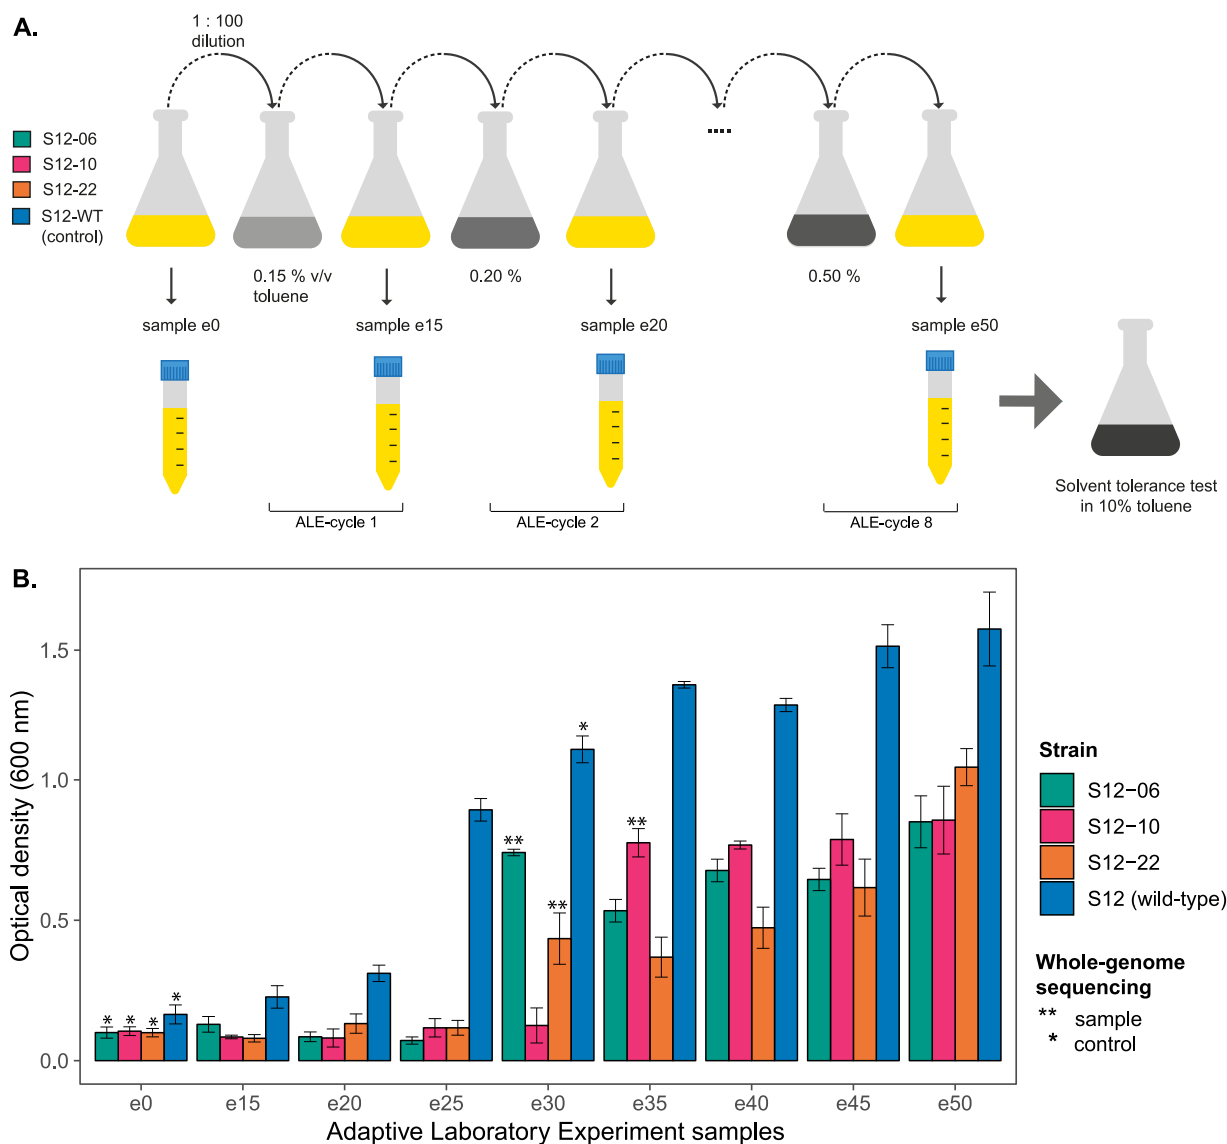 A.
1 : 100
dilution
S12-06
S12-10
S12-22
S12-WT
(control)
....
0.15 % v/v
toluene
0.20 %
0.50 %
sample e0
sample e15
sample e20
sample e50
Solvent tolerance test
in 10% toluene
ALE-cycle 1
ALE-cycle 2
ALE-cycle 8
B.
Optical density (600 nm)
1.5
1.0
0.5
0.0
* * * *
** ** *
**
e0 e15 e20 e25 e30 e35 e40 e45 e50
Adaptive Laboratory Experiment samples
Strain
S12−06
S12−10
S12−22
S12 (wild-type)
Whole-genome
sequencing
** sample
* control